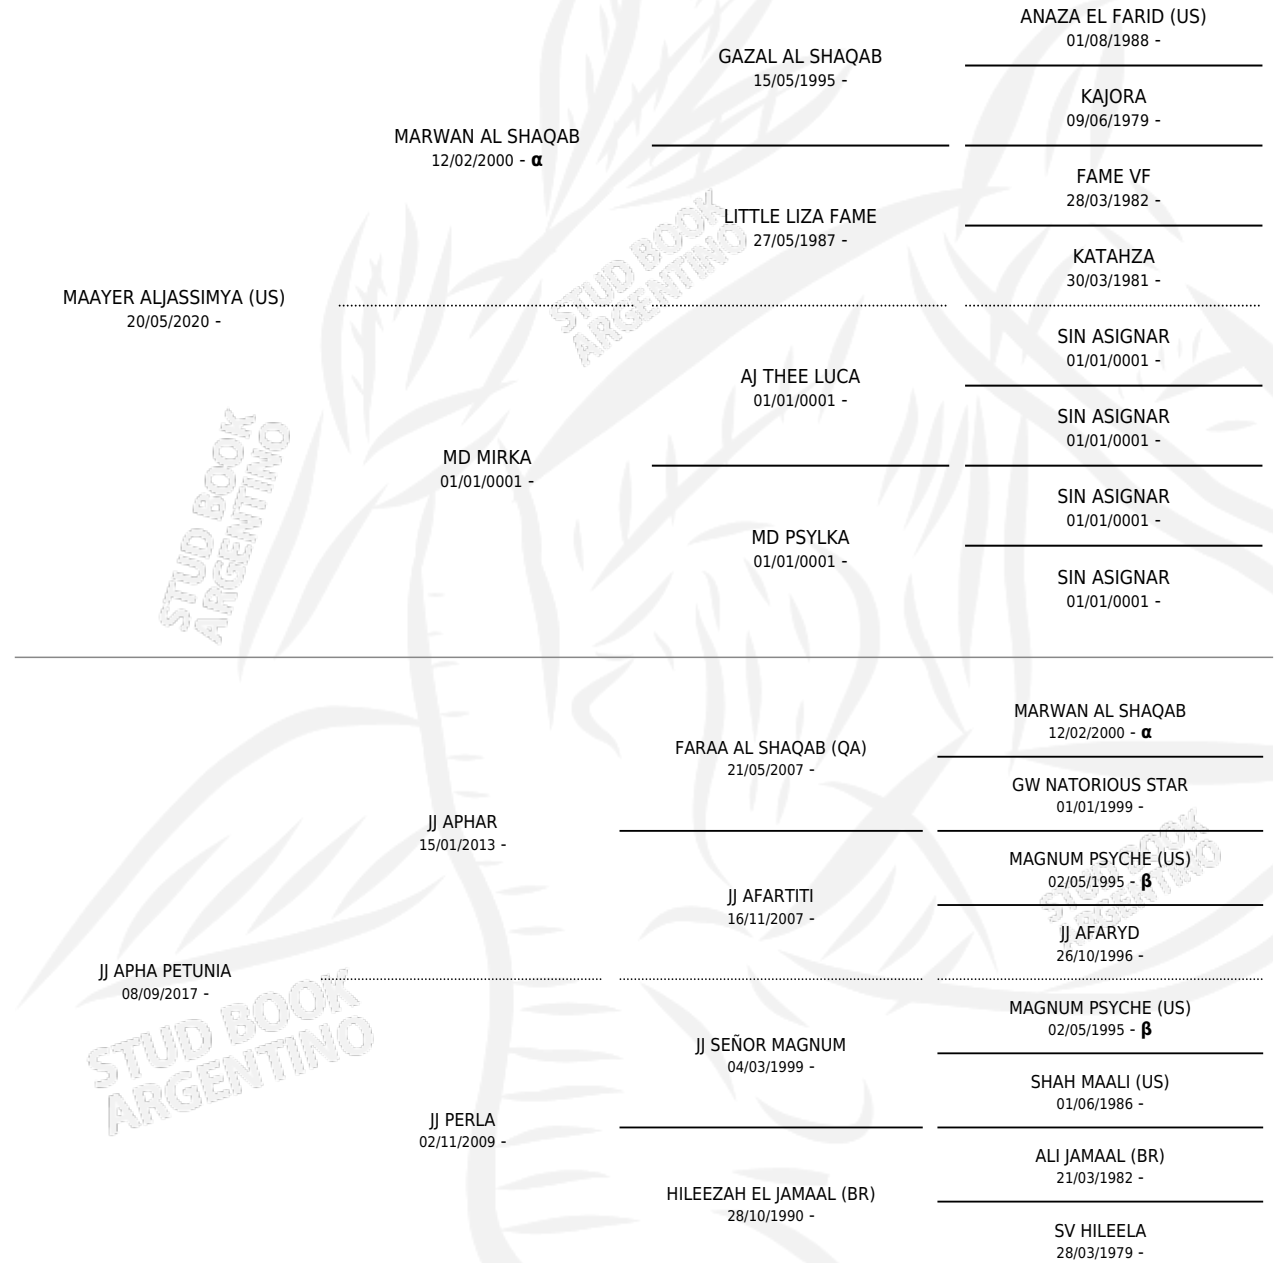 ANAZA EL FARID (US)
01/08/1988 -
GAZAL AL SHAQAB
15/05/1995 -
KAJORA
09/06/1979 -
MARWAN AL SHAQAB
12/02/2000 - α
FAME VF
28/03/1982 -
LITTLE LIZA FAME
27/05/1987 -
KATAHZA
30/03/1981 -
MAAYER ALJASSIMYA (US)
20/05/2020 -
SIN ASIGNAR
01/01/0001 -
AJ THEE LUCA
01/01/0001 -
SIN ASIGNAR
01/01/0001 -
MD MIRKA
01/01/0001 -
SIN ASIGNAR
01/01/0001 -
MD PSYLKA
01/01/0001 -
SIN ASIGNAR
01/01/0001 -
STUD BOOK
ARGENTINO
STUD BOOK
ARGENTINO
MARWAN AL SHAQAB
12/02/2000 - α
FARAA AL SHAQAB (QA)
21/05/2007 -
GW NATORIOUS STAR
01/01/1999 -
JJ APHAR
15/01/2013 -
MAGNUM PSYCHE (US)
02/05/1995 - β
JJ AFARTITI
16/11/2007 -
JJ AFARYD
26/10/1996 -
JJ APHA PETUNIA
08/09/2017 -
MAGNUM PSYCHE (US)
02/05/1995 - β
JJ SEÑOR MAGNUM
04/03/1999 -
SHAH MAALI (US)
01/06/1986 -
JJ PERLA
02/11/2009 -
ALI JAMAAL (BR)
21/03/1982 -
HILEEZAH EL JAMAAL (BR)
28/10/1990 -
SV HILEELA
28/03/1979 -
STUD BOOK
ARGENTINO
STUD BOOK
ARGENTINO